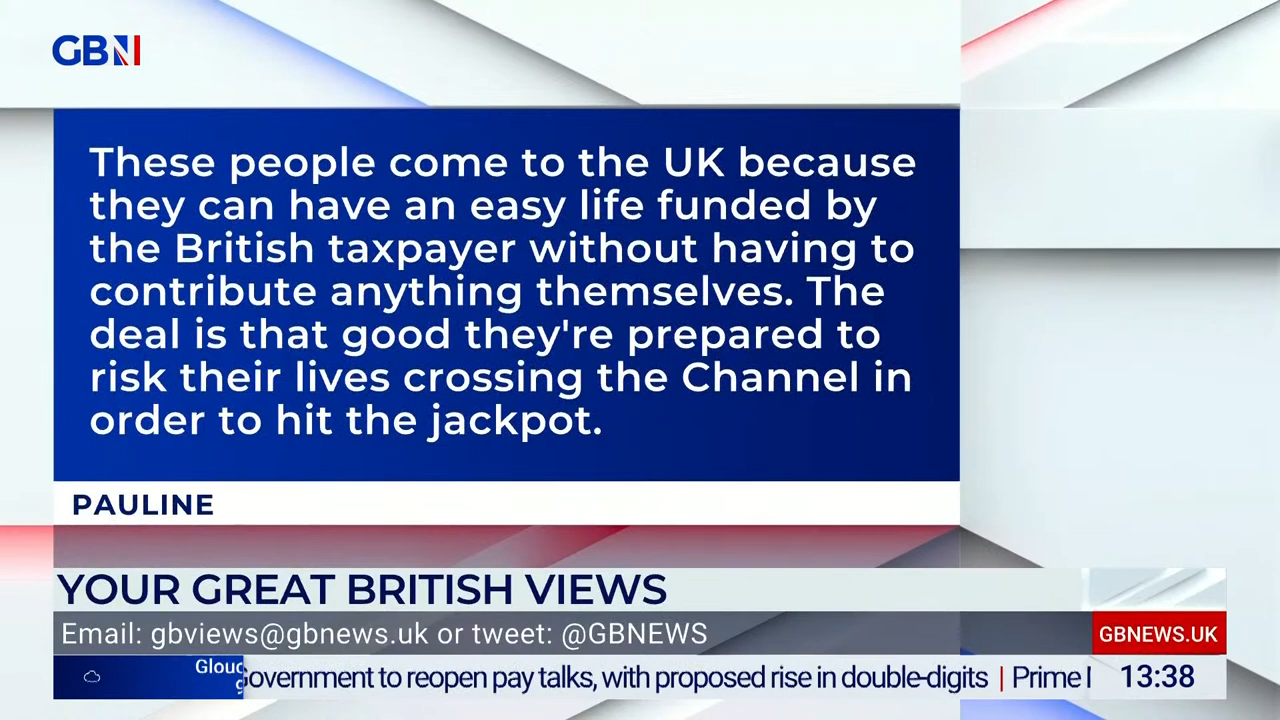 GBN
These people come to the UK because
they can have an easy life funded by
the British taxpayer without having to
contribute anything themselves. The
deal is that good they're prepared to
risk their lives crossing the Channel in
order to hit the jackpot.
PAULINE
YOUR GREAT BRITISH VIEWS
Email: gbviews@gbnews.uk or tweet: @GBNEWS
GBNEWS.UK
Glouc
overnment to reopen pay talks, with proposed rise in double-digits | Prime
13:38